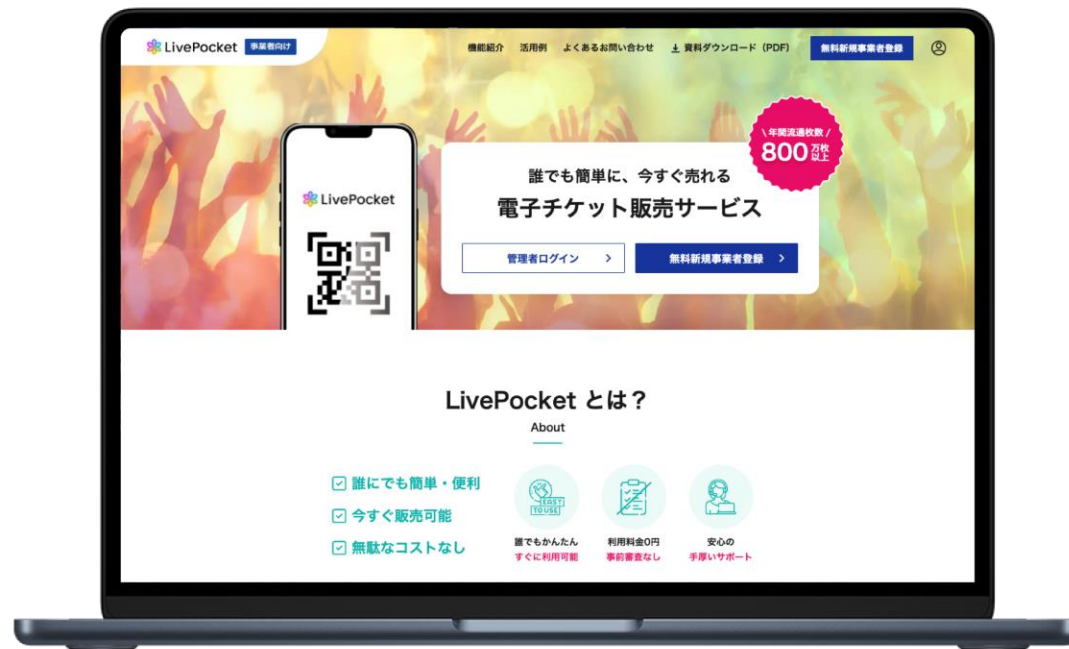 LivePocket 事業者向け
機能紹介 活用例 よくあるお問い合わせ 資料ダウンロード（PDF） 無料新規事業者登録
\ 年間流通枚数 /
800万枚以上
LivePocket
誰でも簡単に、今すぐ売れる
電子チケット販売サービス
管理者ログイン >
無料新規事業者登録 >
LivePocket とは？
About
誰にでも簡単・便利
今すぐ販売可能
無駄なコストなし
EASY
TO USE
誰でもかんたん
すぐに利用可能
利用料金0円
事前審査なし
安心の
手厚いサポート